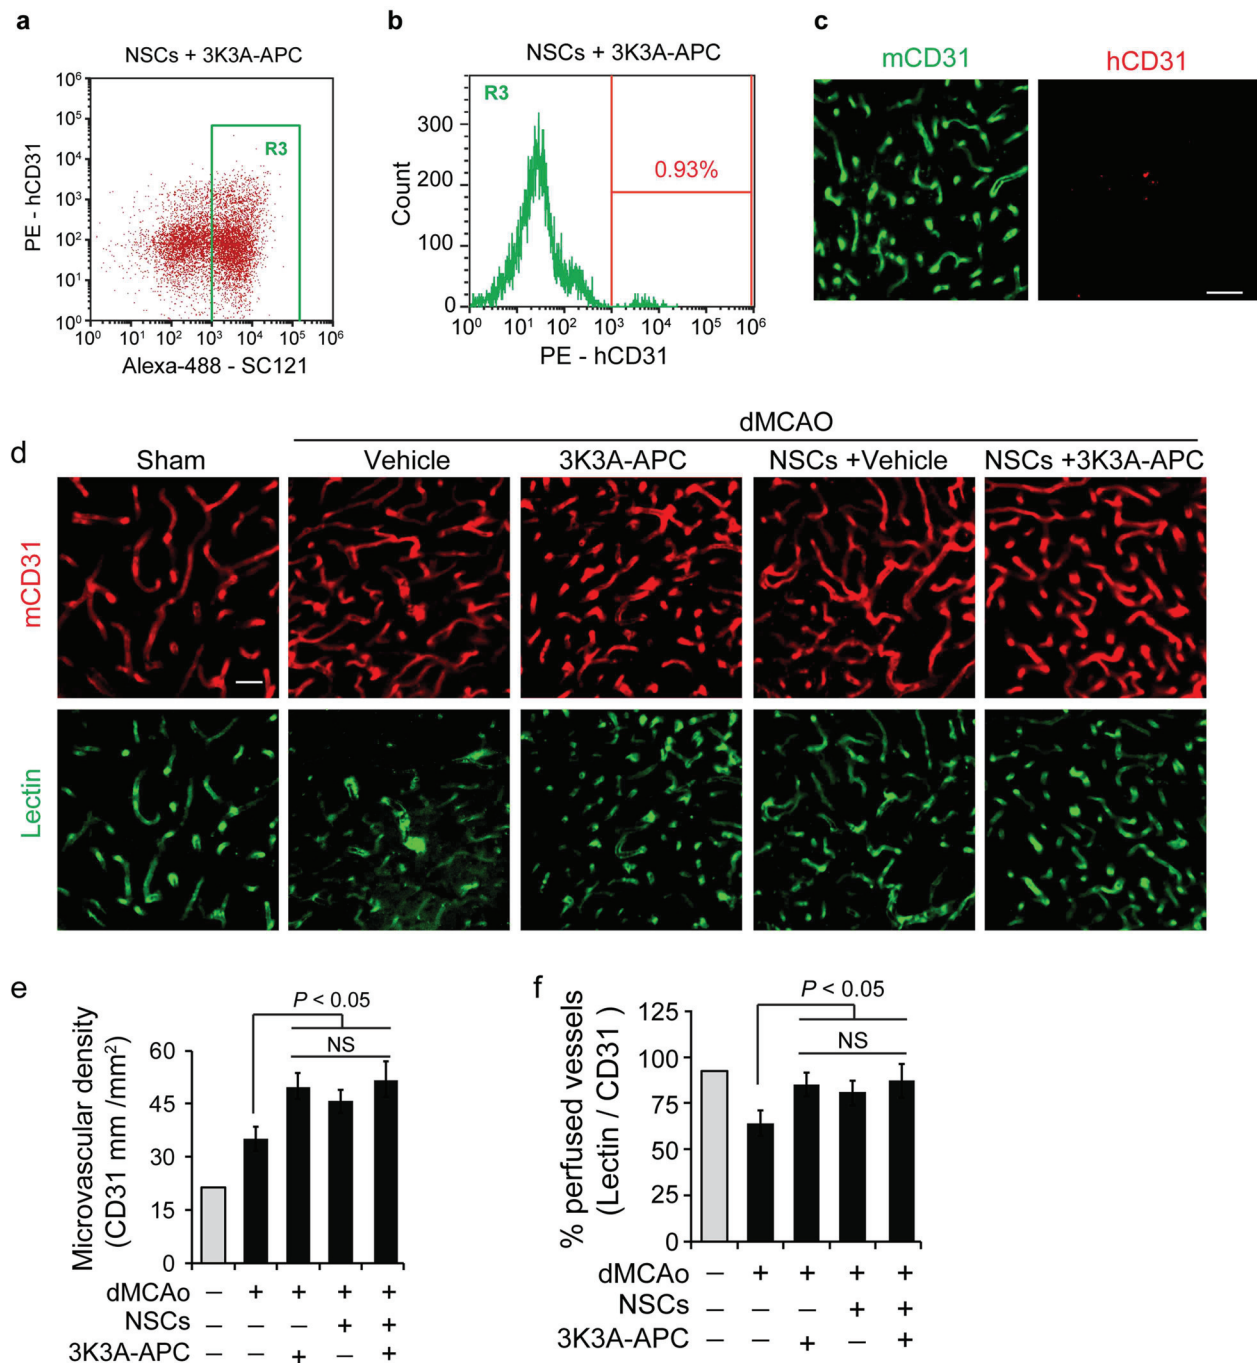 a
NSCs + 3K3A-APC
10⁶
10⁵
10⁴
10³
10²
10¹
10⁰
PE - hCD31
R3
10⁰ 10¹ 10² 10³ 10⁴ 10⁵ 10⁶
Alexa-488 - SC121
b
NSCs + 3K3A-APC
R3
300
200
100
0
Count
0.93%
10⁰ 10¹ 10² 10³ 10⁴ 10⁵ 10⁶
PE - hCD31
c
mCD31 hCD31
dMCAO
d
Sham Vehicle 3K3A-APC NSCs +Vehicle NSCs +3K3A-APC
mCD31
Lectin
e
P < 0.05
NS
Microvascular density
(CD31 mm /mm²)
60
45
30
15
0
dMCAo – + + + +
NSCs – – – + +
3K3A-APC – – + – +
f
P < 0.05
NS
% perfused vessels
(Lectin / CD31 )
125
100
75
50
25
0
dMCAo – + + + +
NSCs – – – + +
3K3A-APC – – + – +